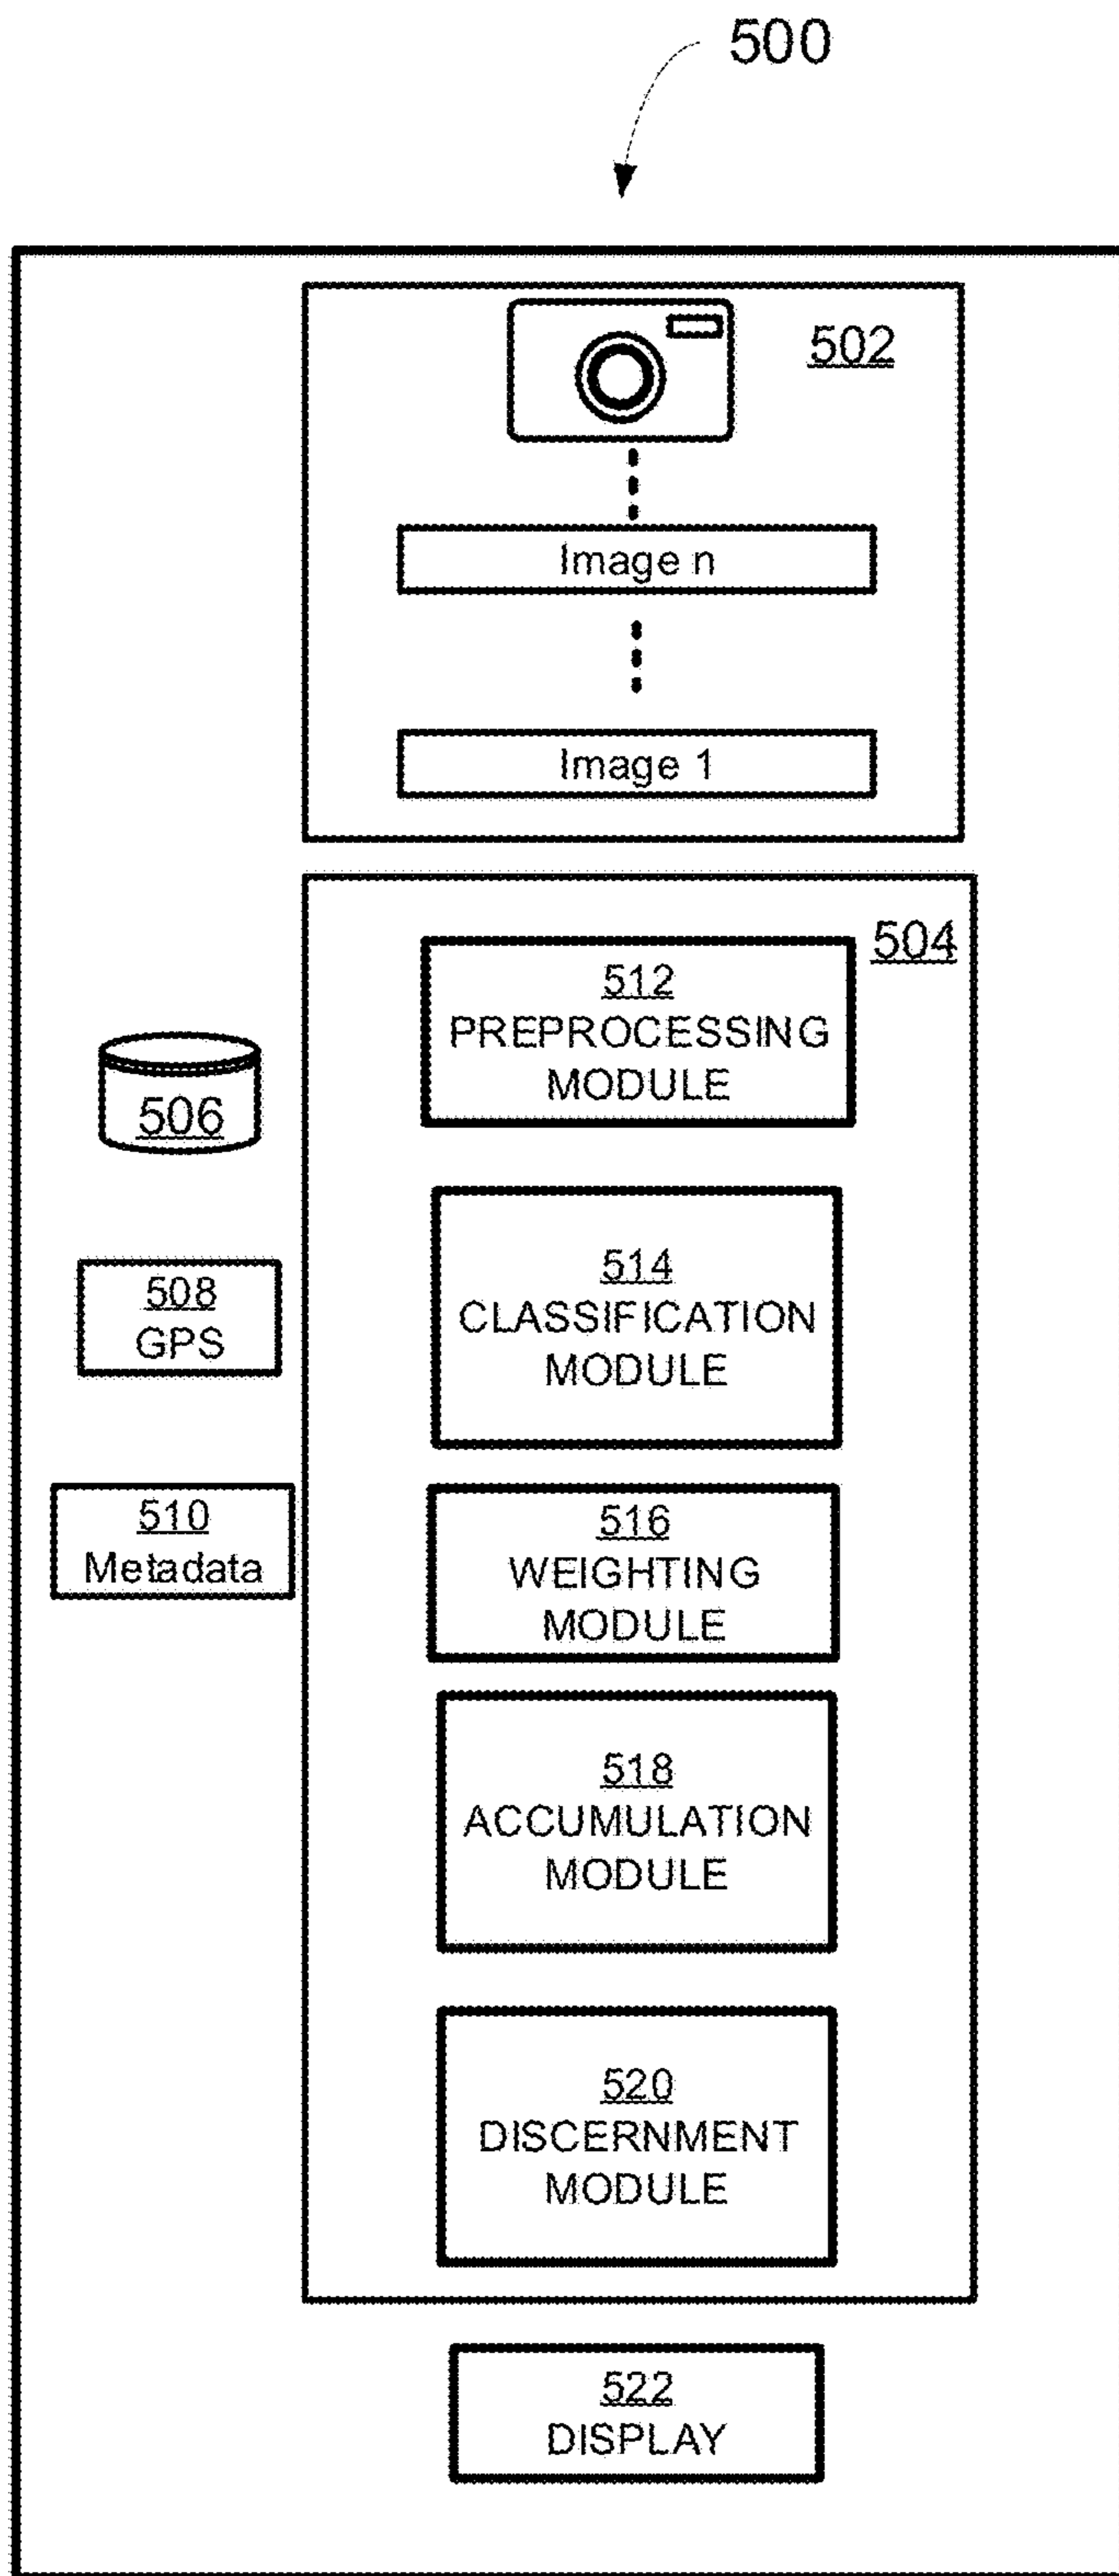 500
502
Image n
Image 1
504
512
PREPROCESSING
MODULE
506
514
CLASSIFICATION
MODULE
508
GPS
510
Metadata
516
WEIGHTING
MODULE
518
ACCUMULATION
MODULE
520
DISCERNMENT
MODULE
522
DISPLAY